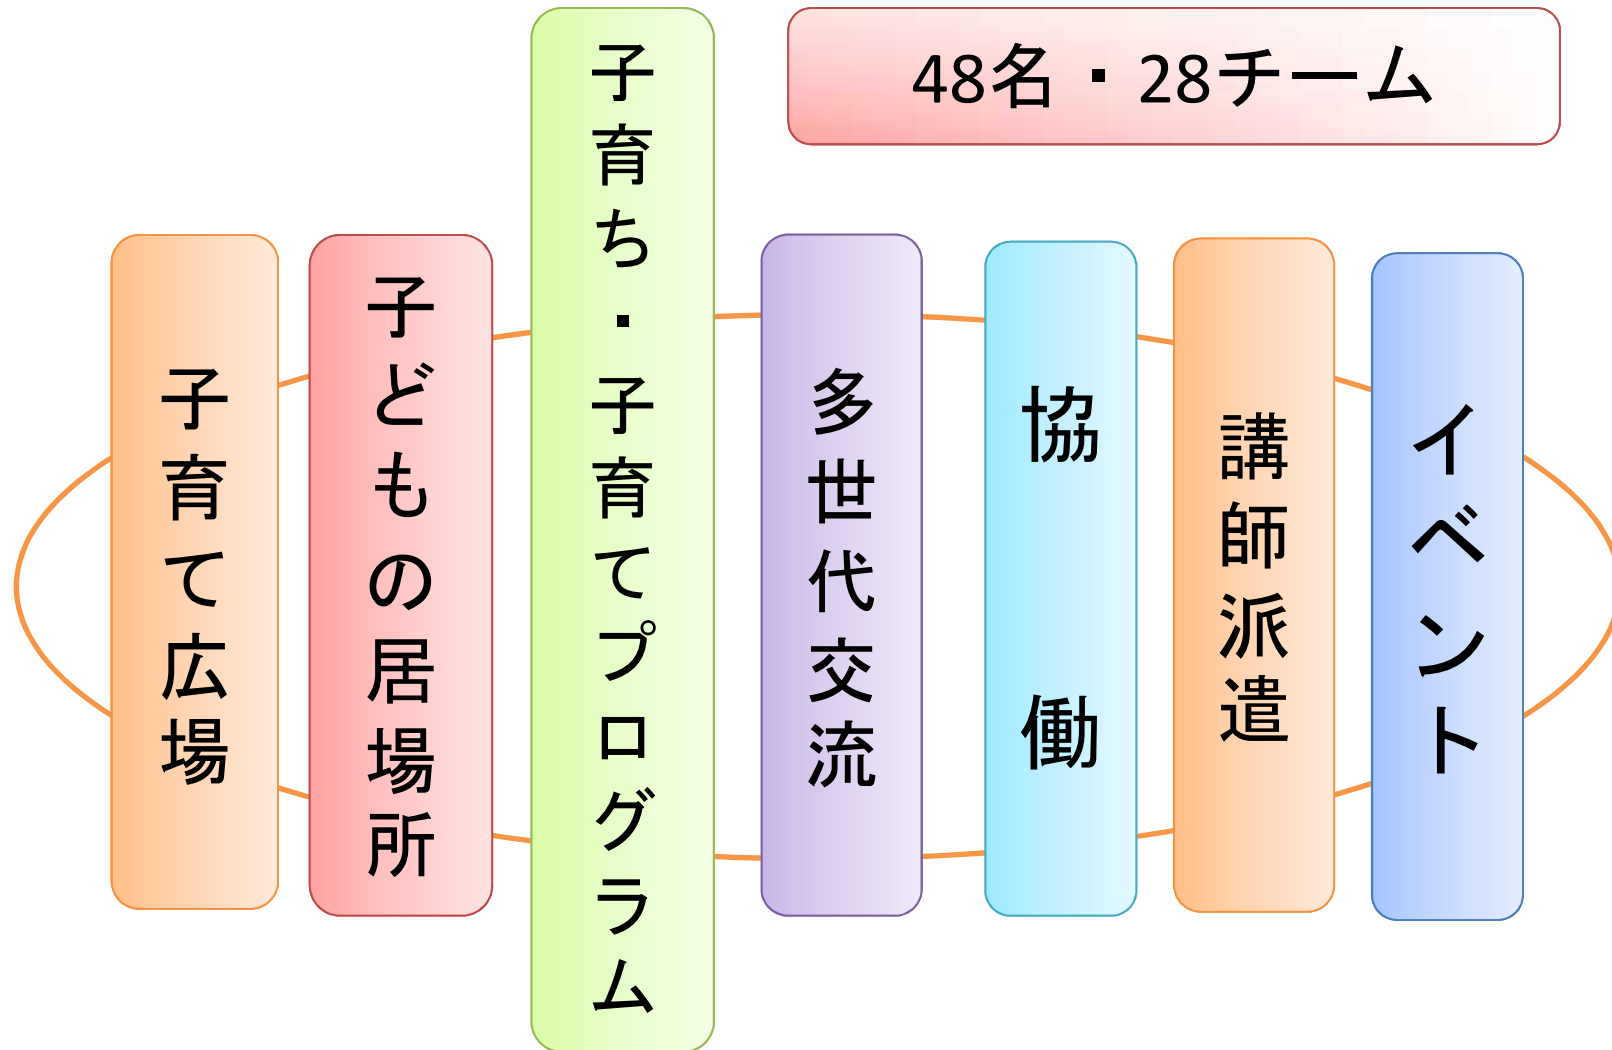 48名・28チーム
子育て広場
子どもの居場所
子育ち・子育てプログラム
多世代交流
協働
講師派遣
イベント